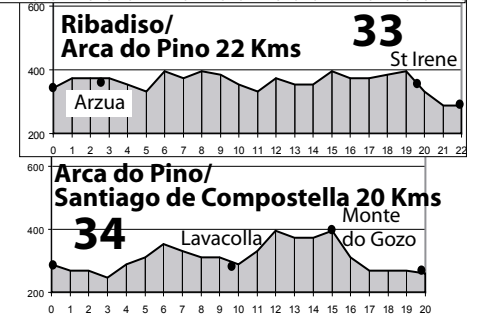 600
Ribadiso/
Arca do Pino 22 Kms
33
St Irene
400
Arzua
200
0 1 2 3 4 5 6 7 8 9 10 11 12 13 14 15 16 17 18 19 20 21 22
600
Arca do Pino/
Santiago de Compostella 20 Kms
34
400
Lavacolla
Monte
do Gozo
200
0 1 2 3 4 5 6 7 8 9 10 11 12 13 14 15 16 17 18 19 20